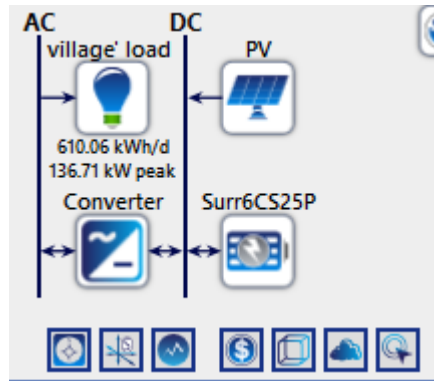 AC DC
village' load PV
610.06 kWh/d
136.71 kW peak
Converter Surr6CS25P